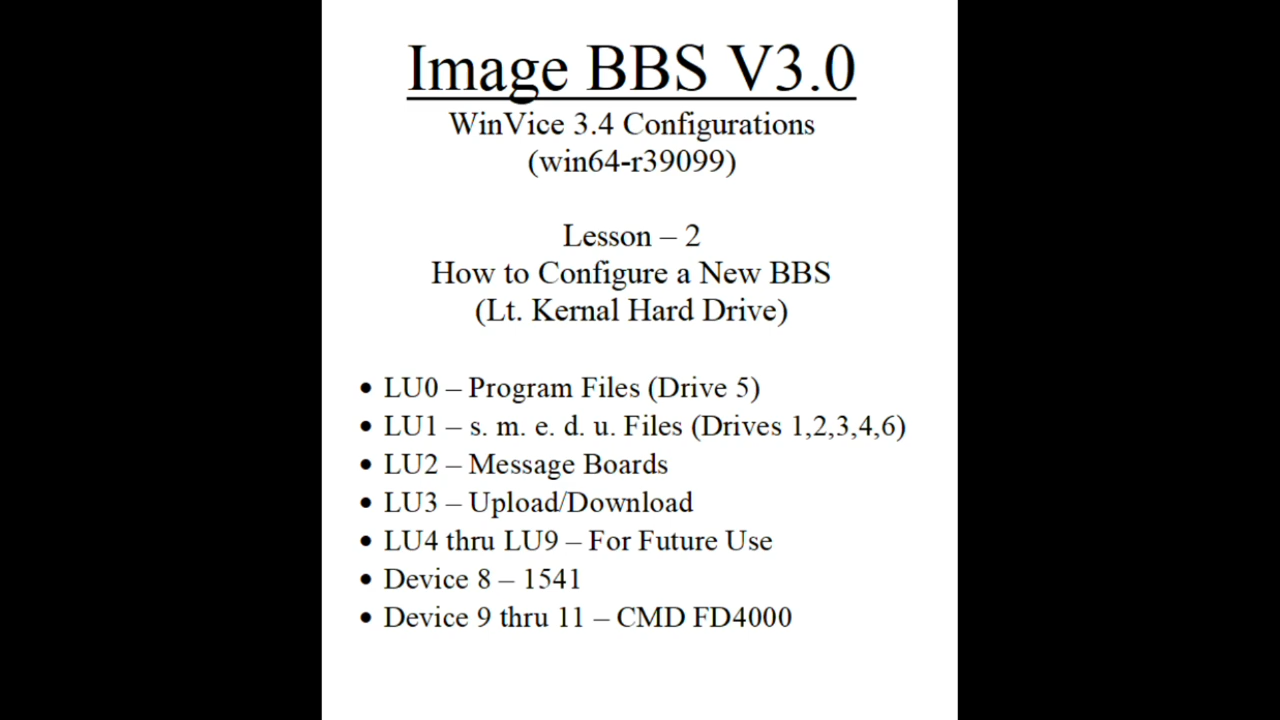 Image BBS V3.0
WinVice 3.4 Configurations
(win64-r39099)
Lesson – 2
How to Configure a New BBS
(Lt. Kernal Hard Drive)
• LU0 – Program Files (Drive 5)
• LU1 – s. m. e. d. u. Files (Drives 1,2,3,4,6)
• LU2 – Message Boards
• LU3 – Upload/Download
• LU4 thru LU9 – For Future Use
• Device 8 – 1541
• Device 9 thru 11 – CMD FD4000